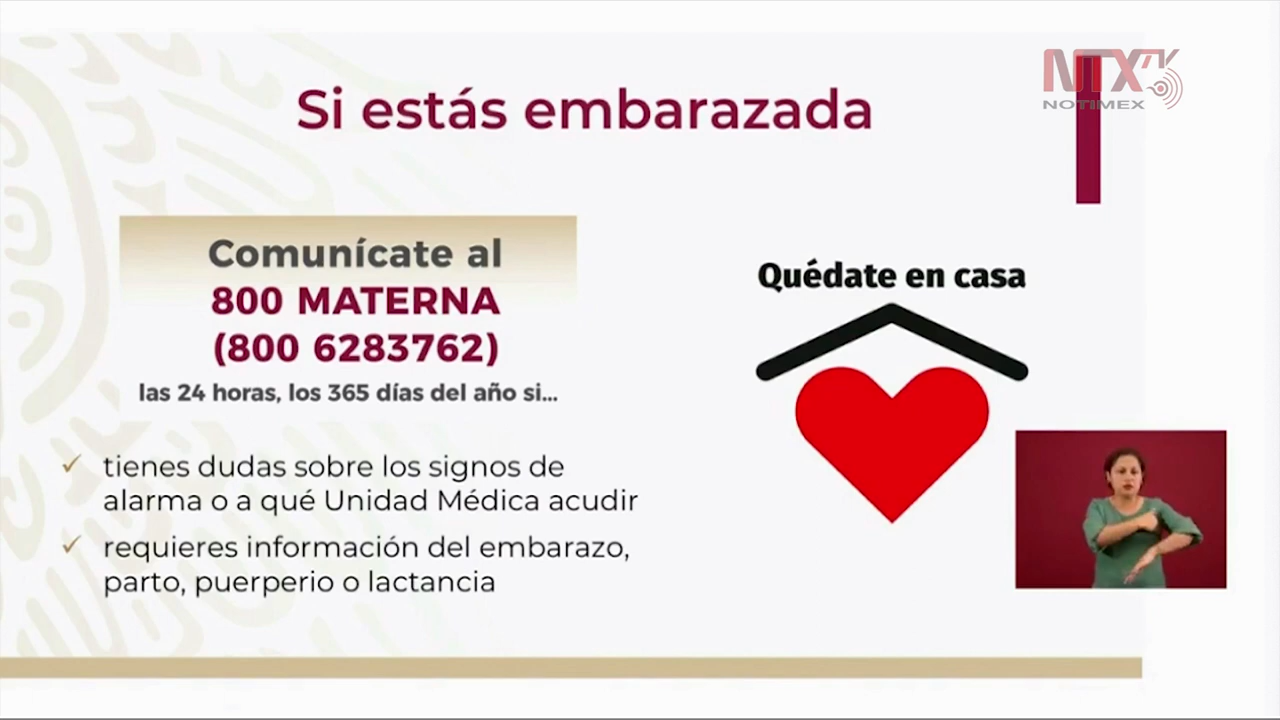 Si estás embarazada
NTX
NOTIMEX
Comunícate al
800 MATERNA
(800 6283762)
las 24 horas, los 365 días del año si...
tienes dudas sobre los signos de
alarma o a qué Unidad Médica acudir
requieres información del embarazo,
parto, puerperio o lactancia
Quédate en casa